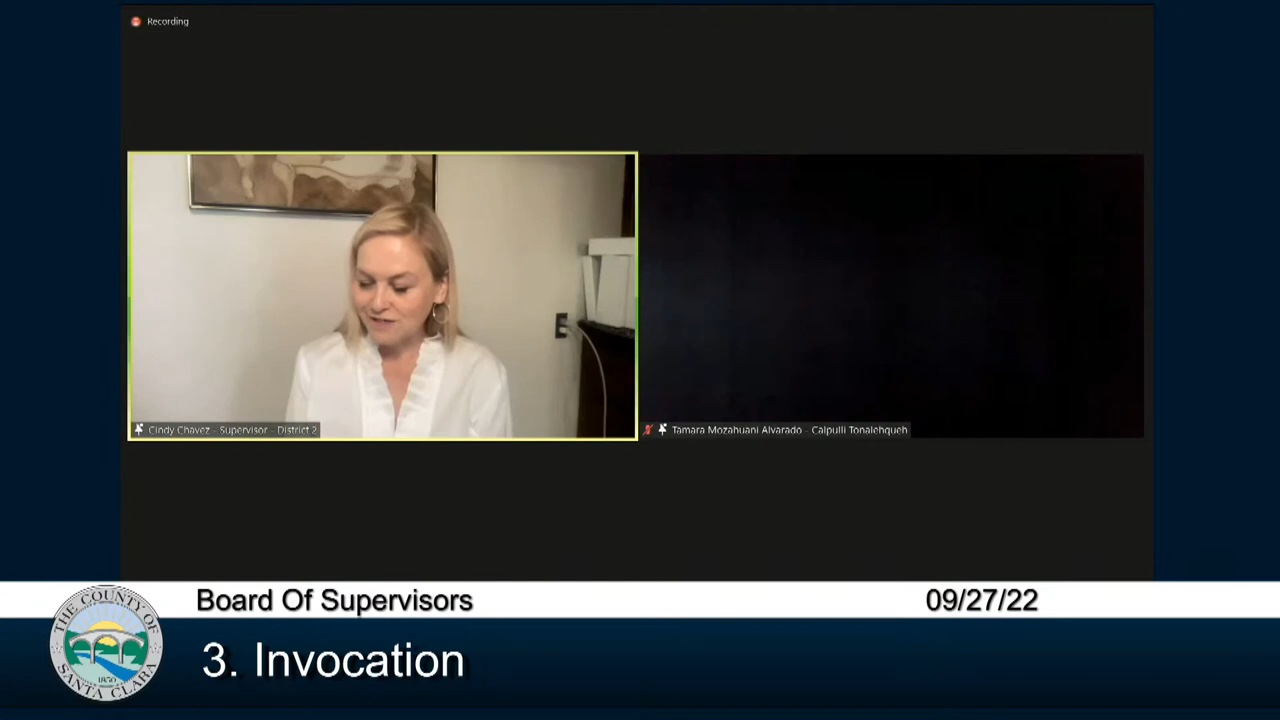 Recording
Cindy Chavez - Supervisor - District 2
Tamara Mozahuani Alvarado - Calpulli Tonalehqueh
Board Of Supervisors
09/27/22
THE COUNTY OF
SANTA CLARA
1850
3. Invocation